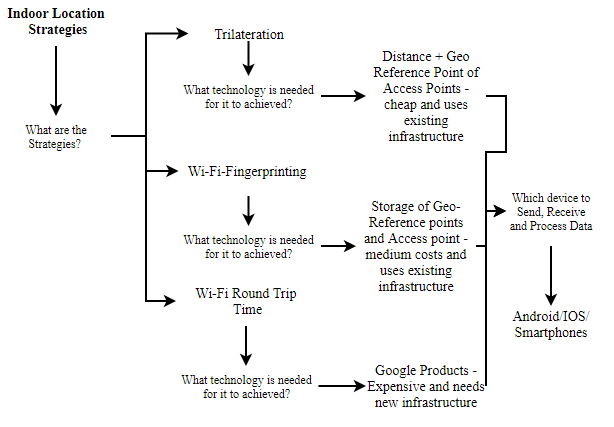 Indoor Location
Strategies
What are the
Strategies?
Trilateration
What technology is needed
for it to achieved?
Distance + Geo
Reference Point of
Access Points -
cheap and uses
existing
infrastructure
Wi-Fi-Fingerprinting
What technology is needed
for it to achieved?
Storage of Geo-
Reference points
and Access point -
medium costs and
uses existing
infrastructure
Wi-Fi Round Trip
Time
What technology is needed
for it to achieved?
Google Products -
Expensive and needs
new infrastructure
Which device to
Send, Receive
and Process Data
Android/IOS/
Smartphones